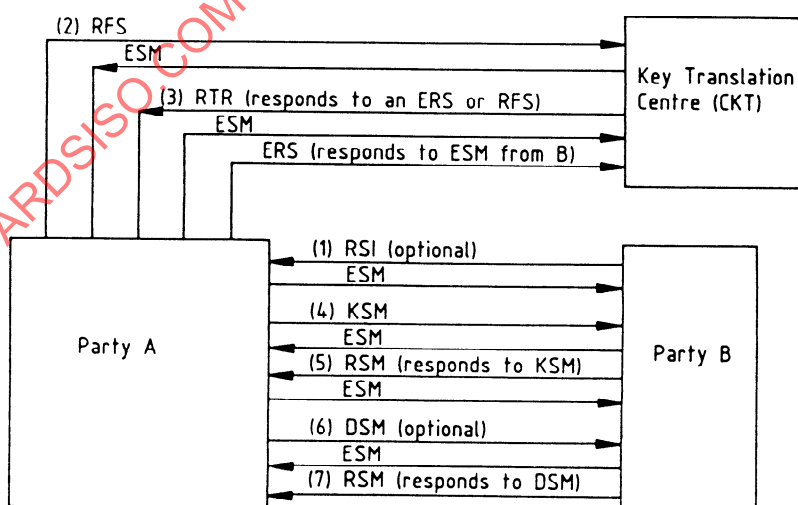 (2) RFS
ESM
Key Translation
Centre (CKT)
(3) RTR (responds to an ERS or RFS)
ESM
ERS (responds to ESM from B)
(1) RSI (optional)
ESM
(4) KSM
ESM
Party A
Party B
(5) RSM (responds to KSM)
ESM
(6) DSM (optional)
ESM
(7) RSM (responds to DSM)
ARDSISO.COM